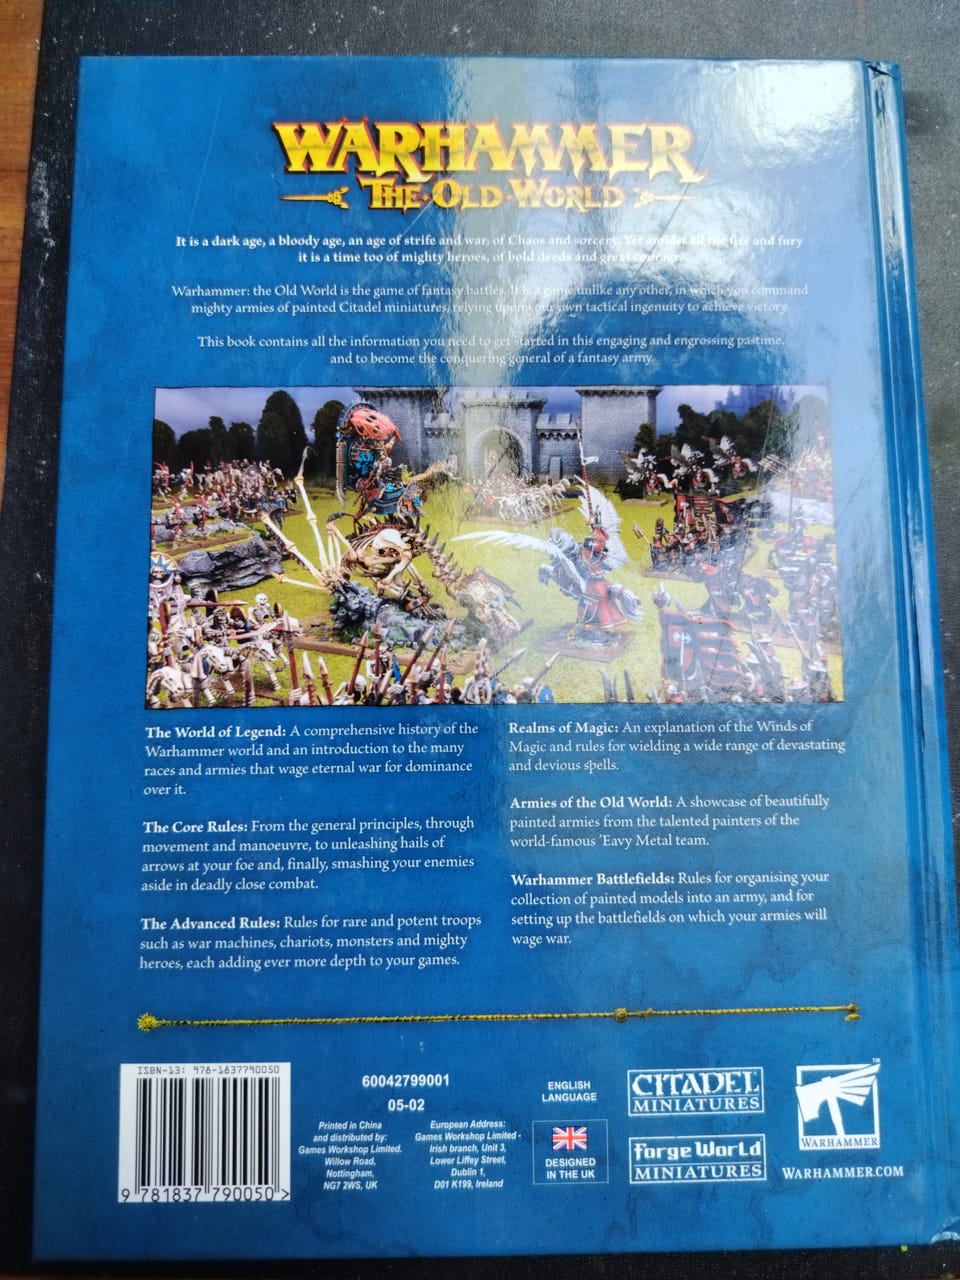 WARHAMMER
THE·OLD·WORLD
It is a dark age, a bloody age, an age of strife and war, of Chaos and sorcery. Yet amidst all the fire and fury
it is a time too of mighty heroes, of bold deeds and great courage.
Warhammer: the Old World is the game of fantasy battles. It is a game unlike any other, in which you command
mighty armies of painted Citadel miniatures, relying upon your own tactical ingenuity to achieve victory.
This book contains all the information you need to get started in this engaging and engrossing pastime,
and to become the conquering general of a fantasy army.
The World of Legend: A comprehensive history of the
Warhammer world and an introduction to the many
races and armies that wage eternal war for dominance
over it.
The Core Rules: From the general principles, through
movement and manoeuvre, to unleashing hails of
arrows at your foe and, finally, smashing your enemies
aside in deadly close combat.
The Advanced Rules: Rules for rare and potent troops
such as war machines, chariots, monsters and mighty
heroes, each adding ever more depth to your games.
Realms of Magic: An explanation of the Winds of
Magic and rules for wielding a wide range of devastating
and devious spells.
Armies of the Old World: A showcase of beautifully
painted armies from the talented painters of the
world-famous 'Eavy Metal team.
Warhammer Battlefields: Rules for organising your
collection of painted models into an army, and for
setting up the battlefields on which your armies will
wage war.
ISBN-13: 978-1837790050
9 781837 790050 >
60042799001
05-02
Printed in China
and distributed by:
Games Workshop Limited.
Willow Road,
Nottingham,
NG7 2WS, UK
European Address:
Games Workshop Limited -
Irish branch, Unit 3,
Lower Liffey Street,
Dublin 1,
D01 K199, Ireland
ENGLISH
LANGUAGE
DESIGNED
IN THE UK
CITADEL
MINIATURES
forge World
MINIATURES
TM
WARHAMMER
WARHAMMER.COM